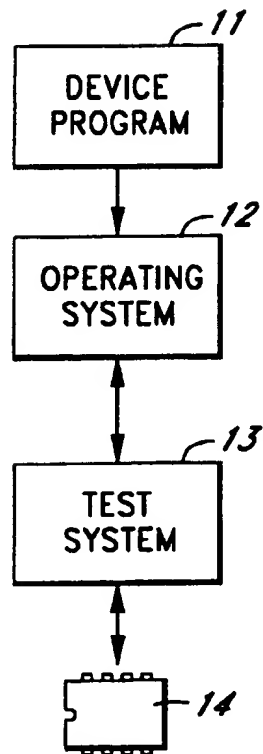 11
DEVICE
PROGRAM
12
OPERATING
SYSTEM
13
TEST
SYSTEM
14